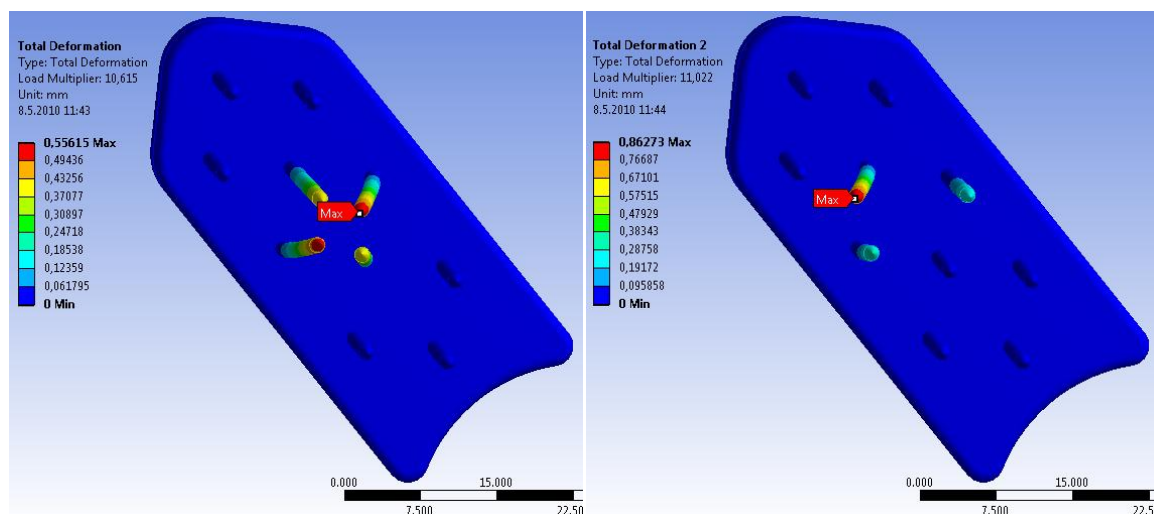 Total Deformation
Type: Total Deformation
Load Multiplier: 10,615
Unit: mm
8.5.2010 11:43
0,55615 Max
0,49436
0,43256
0,37077
0,30897
0,24718
0,18538
0,12359
0,061795
0 Min
Max
0.000
15.000
7.500
22.50
Total Deformation 2
Type: Total Deformation
Load Multiplier: 11,022
Unit: mm
8.5.2010 11:44
0,86273 Max
0,76687
0,67101
0,57515
0,47929
0,38343
0,28758
0,19172
0,095858
0 Min
Max
0.000
15.000
7.500
22.50